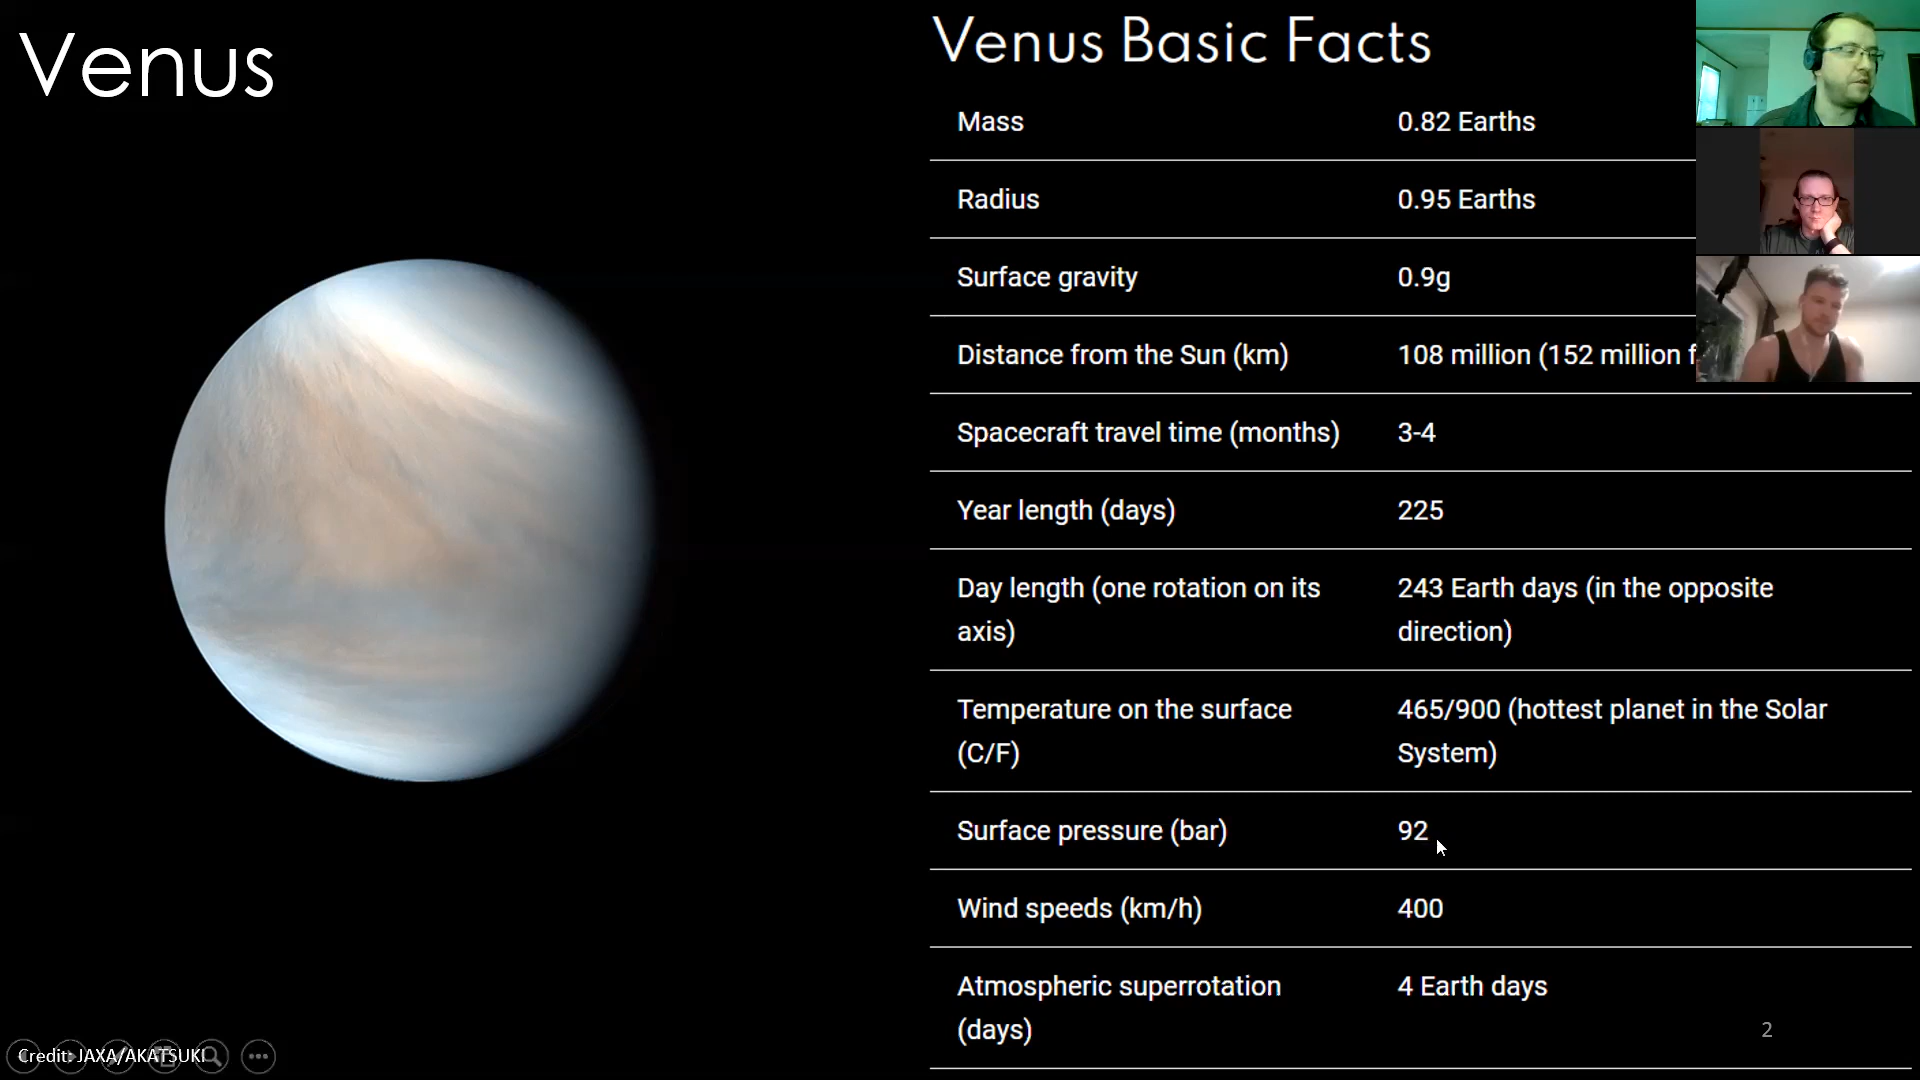 Venus
Venus Basic Facts
Mass 0.82 Earths
Radius 0.95 Earths
Surface gravity 0.9g
Distance from the Sun (km) 108 million (152 million f
Spacecraft travel time (months) 3-4
Year length (days) 225
Day length (one rotation on its 243 Earth days (in the opposite
axis) direction)
Temperature on the surface 465/900 (hottest planet in the Solar
(C/F) System)
Surface pressure (bar) 92
Wind speeds (km/h) 400
Atmospheric superrotation 4 Earth days
(days)
2
Credit: JAXA/AKATSUKI